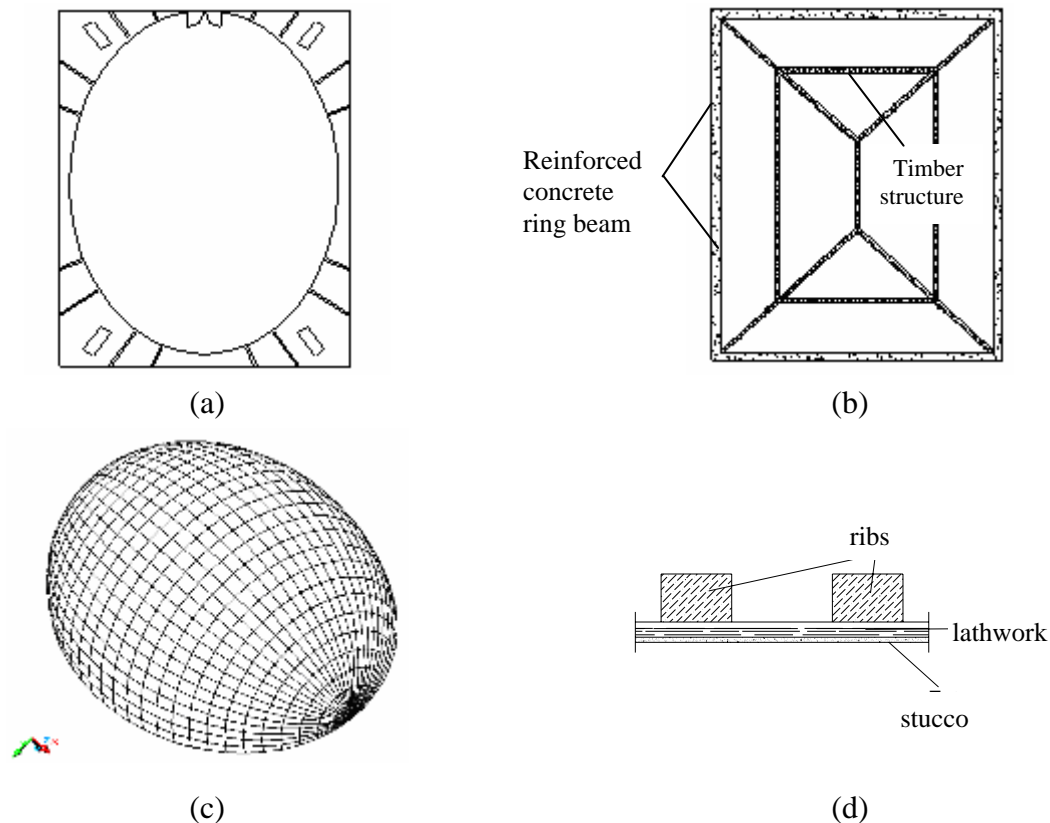 Reinforced
concrete
ring beam
Timber
structure
(a)
(b)
ribs
lathwork
stucco
(c)
(d)